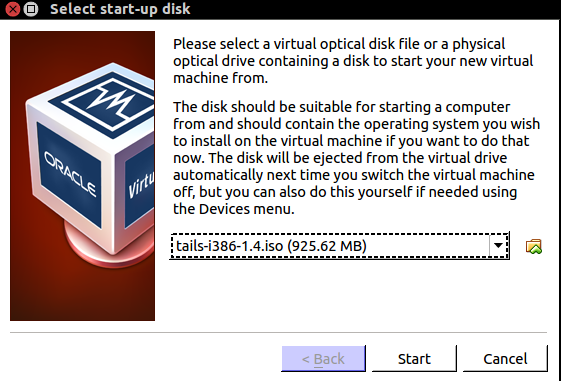 Select start-up disk
Please select a virtual optical disk file or a physical
optical drive containing a disk to start your new virtual
machine from.
The disk should be suitable for starting a computer
from and should contain the operating system you wish
to install on the virtual machine if you want to do that
now. The disk will be ejected from the virtual drive
automatically next time you switch the virtual machine
off, but you can also do this yourself if needed using
the Devices menu.
ORACLE
tails-i386-1.4.iso (925.62 MB)
< Back
Start
Cancel